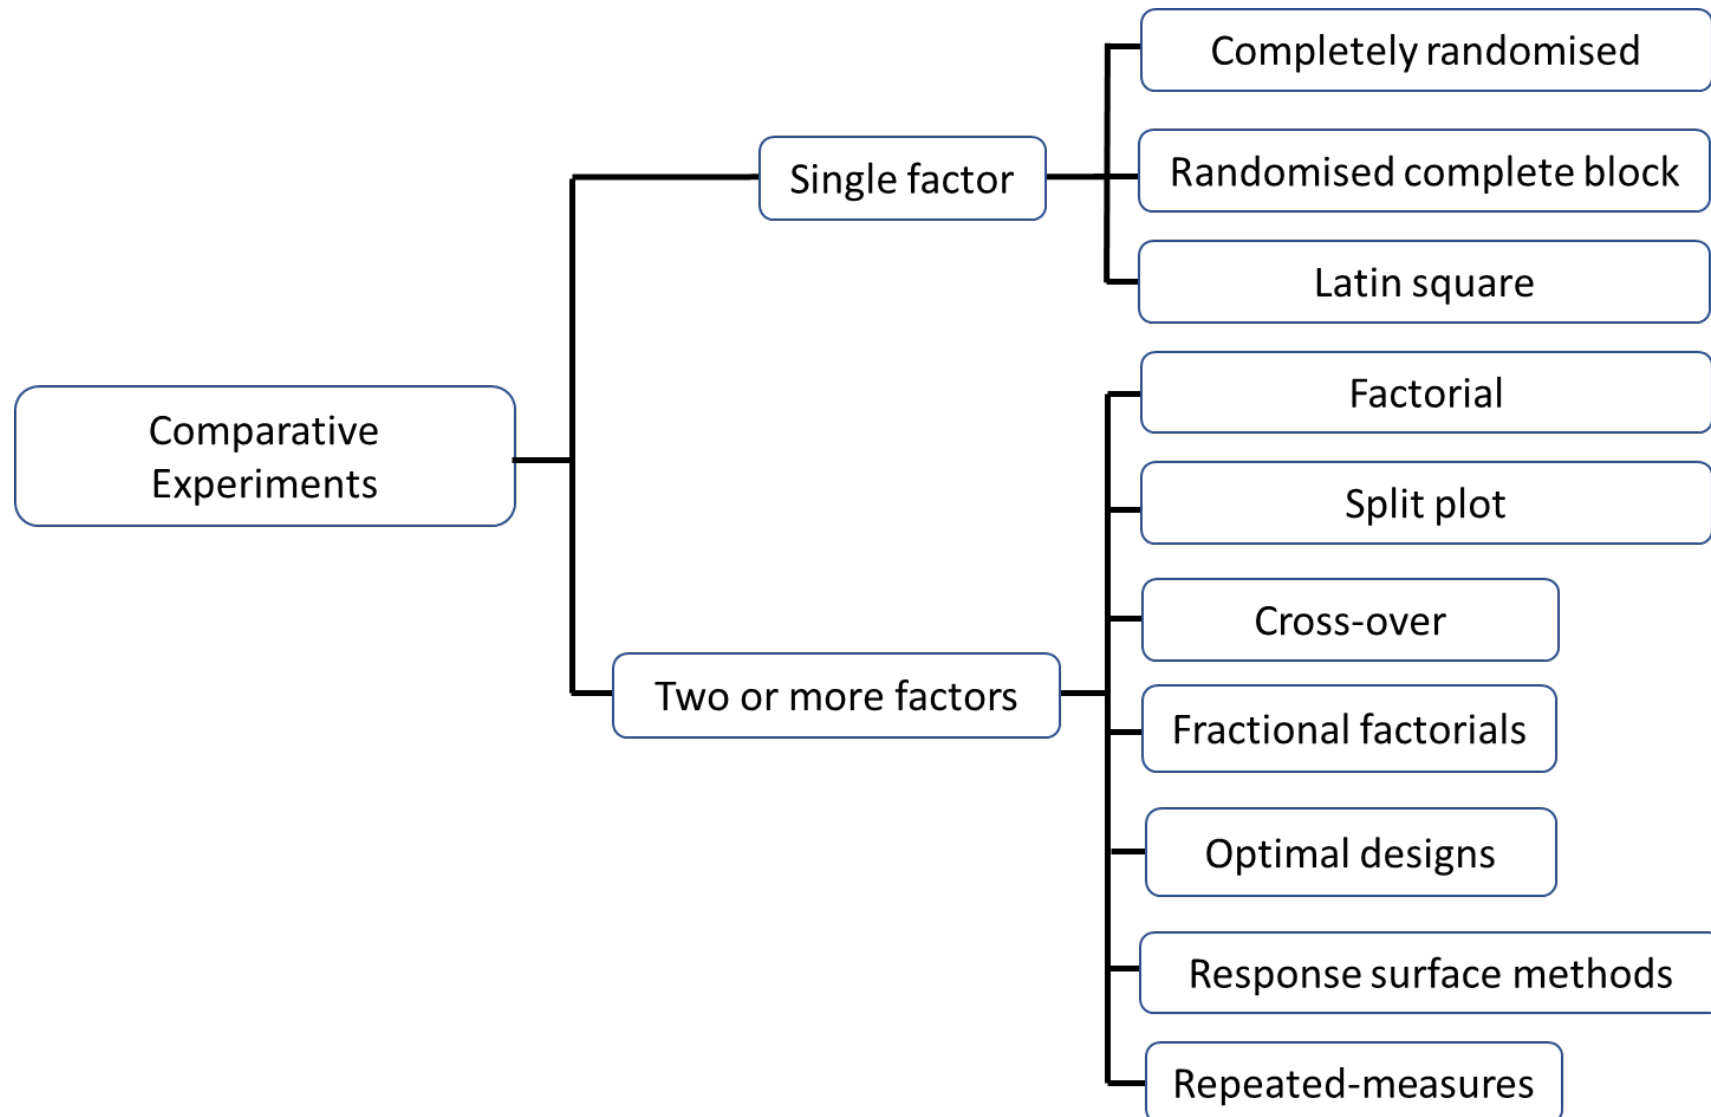 Completely randomised
Single factor
Randomised complete block
Latin square
Comparative
Experiments
Factorial
Split plot
Cross-over
Two or more factors
Fractional factorials
Optimal designs
Response surface methods
Repeated-measures